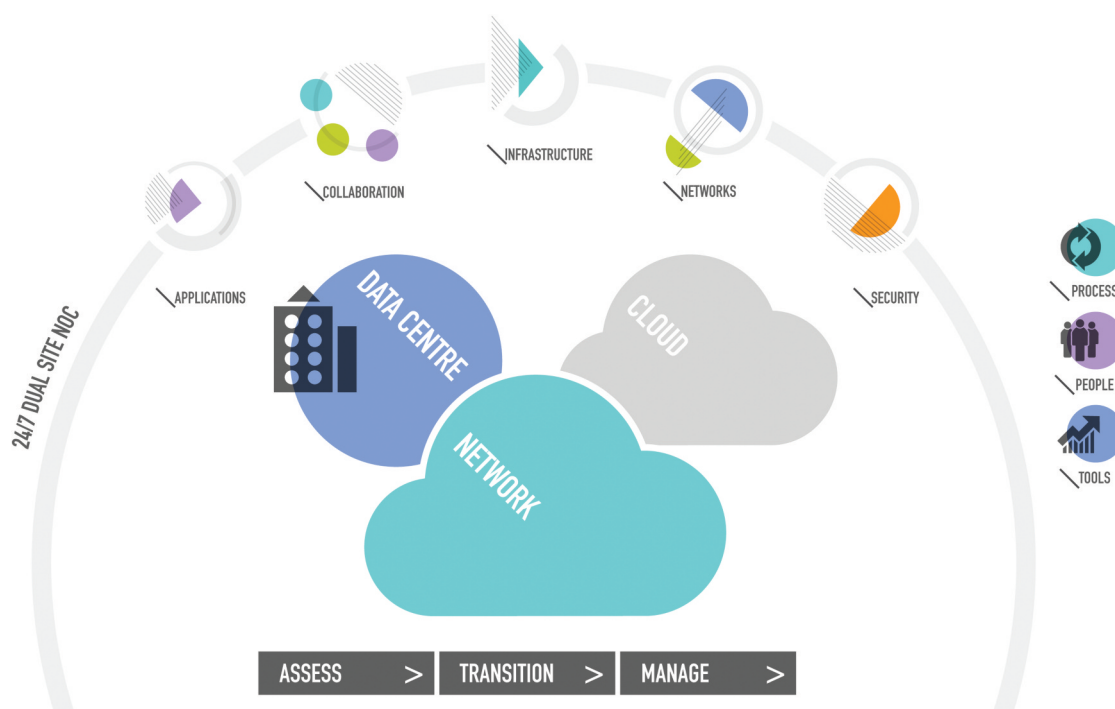 INFRASTRUCTURE
COLLABORATION
NETWORKS
APPLICATIONS
SECURITY
24/7 DUAL SITE NOC
DATA CENTRE
CLOUD
NETWORK
PROCESS
PEOPLE
TOOLS
ASSESS >
TRANSITION >
MANAGE >